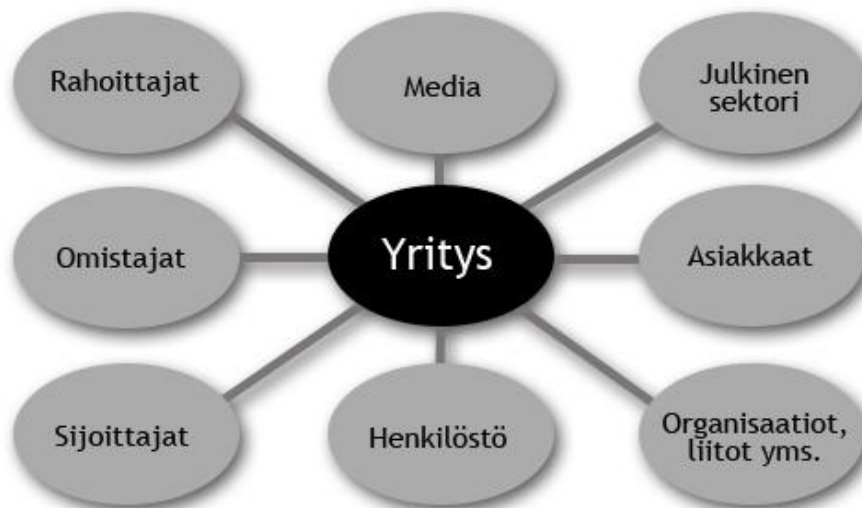 Rahoittajat
Media
Julkinen
sektori
Omistajat
Yritys
Asiakkaat
Sijoittajat
Henkilöstö
Organisaatiot,
liitot yms.